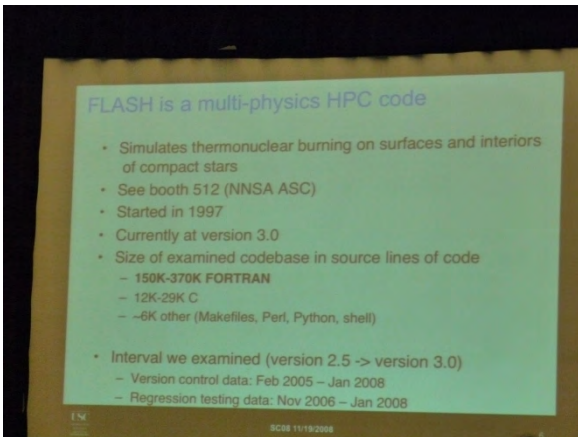 FLASH is a multi-physics HPC code
• Simulates thermonuclear burning on surfaces and interiors
of compact stars
• See booth 512 (NNSA ASC)
• Started in 1997
• Currently at version 3.0
• Size of examined codebase in source lines of code
– 150K-370K FORTRAN
– 12K-29K C
– ~6K other (Makefiles, Perl, Python, shell)
• Interval we examined (version 2.5 -> version 3.0)
– Version control data: Feb 2005 – Jan 2008
– Regression testing data: Nov 2006 – Jan 2008
USC
SC08 11/19/2008